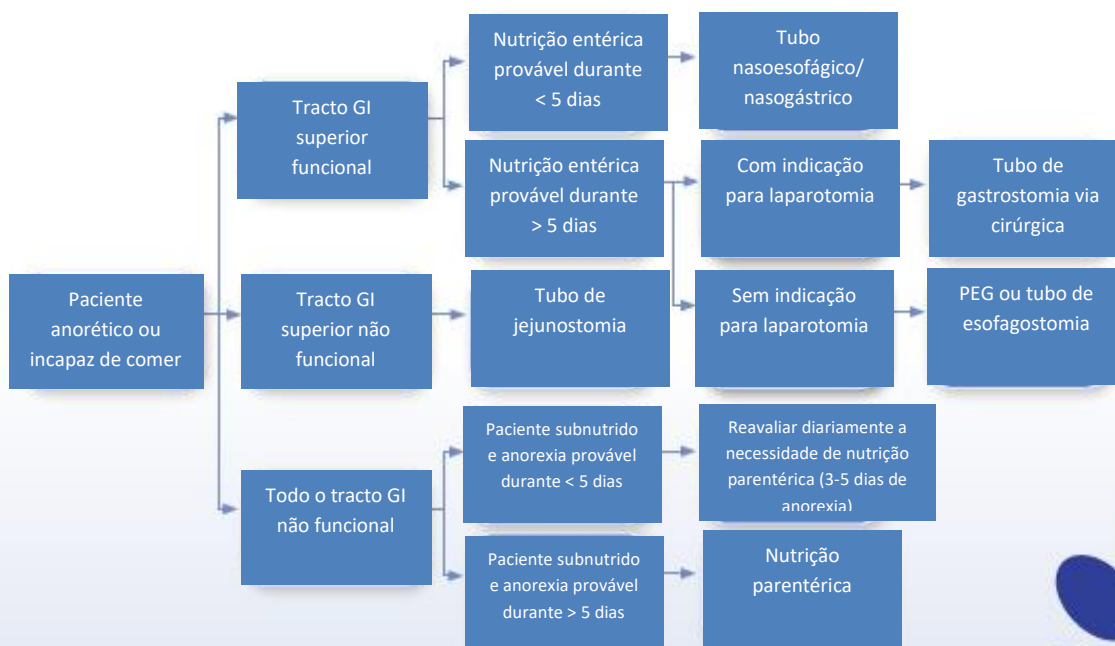 Paciente
anorético ou
incapaz de comer
Tracto GI
superior
funcional
Nutrição entérica
provável durante
< 5 dias
Tubo
nasoesofágico/
nasogástrico
Nutrição entérica
provável durante
> 5 dias
Com indicação
para laparotomia
Tubo de
gastrostomia via
cirúrgica
Sem indicação
para laparotomia
PEG ou tubo de
esofagostomia
Tracto GI
superior não
funcional
Tubo de
jejunostomia
Todo o tracto GI
não funcional
Paciente subnutrido
e anorexia provável
durante < 5 dias
Reavaliar diariamente a
necessidade de nutrição
parentérica (3-5 dias de
anorexia)
Paciente subnutrido
e anorexia provável
durante > 5 dias
Nutrição
parentérica